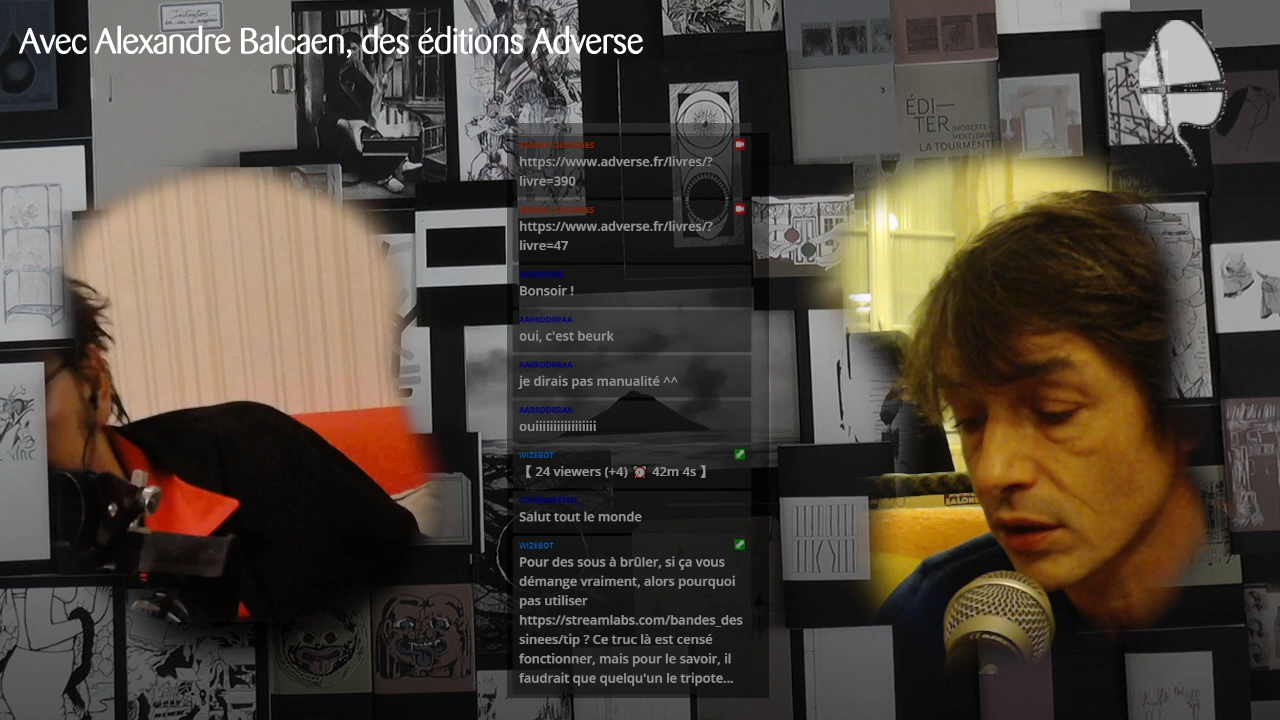 Avec Alexandre Balcaen, des éditions Adverse
ÉDI—
TER (MODESTE-
MENT) DANS
LA TOURMENTE
https://www.adverse.fr/livres/?
livre=390
https://www.adverse.fr/livres/?
livre=47
Bonsoir !
AARRDDRRAA
oui, c'est beurk
AARRDDRRAA
je dirais pas manualité ^^
AARRDDRRAA
ouiiiiiiiiiiiiiiiii
WIZEBOT
【 24 viewers (+4) ⏰ 42m 4s 】
Salut tout le monde
WIZEBOT
Pour des sous à brûler, si ça vous
démange vraiment, alors pourquoi
pas utiliser
https://streamlabs.com/bandes_des
sinees/tip ? Ce truc là est censé
fonctionner, mais pour le savoir, il
faudrait que quelqu'un le tripote...